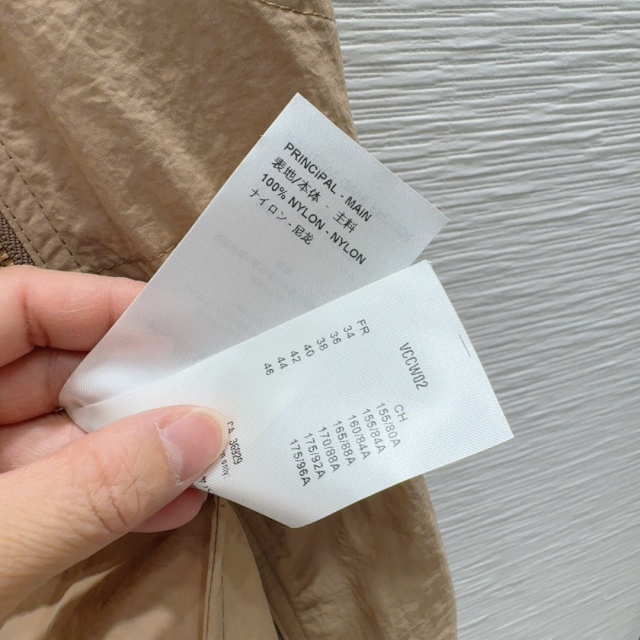 PRINCIPAL - MAIN
表地/本体 - 主料
100% NYLON - NYLON
ナイロン - 尼龙
VCCW02
FR
34
36
38
40
42
44
46
CH
155/80A
155/84A
160/84A
165/88A
170/88A
175/92A
175/96A
CA 36929